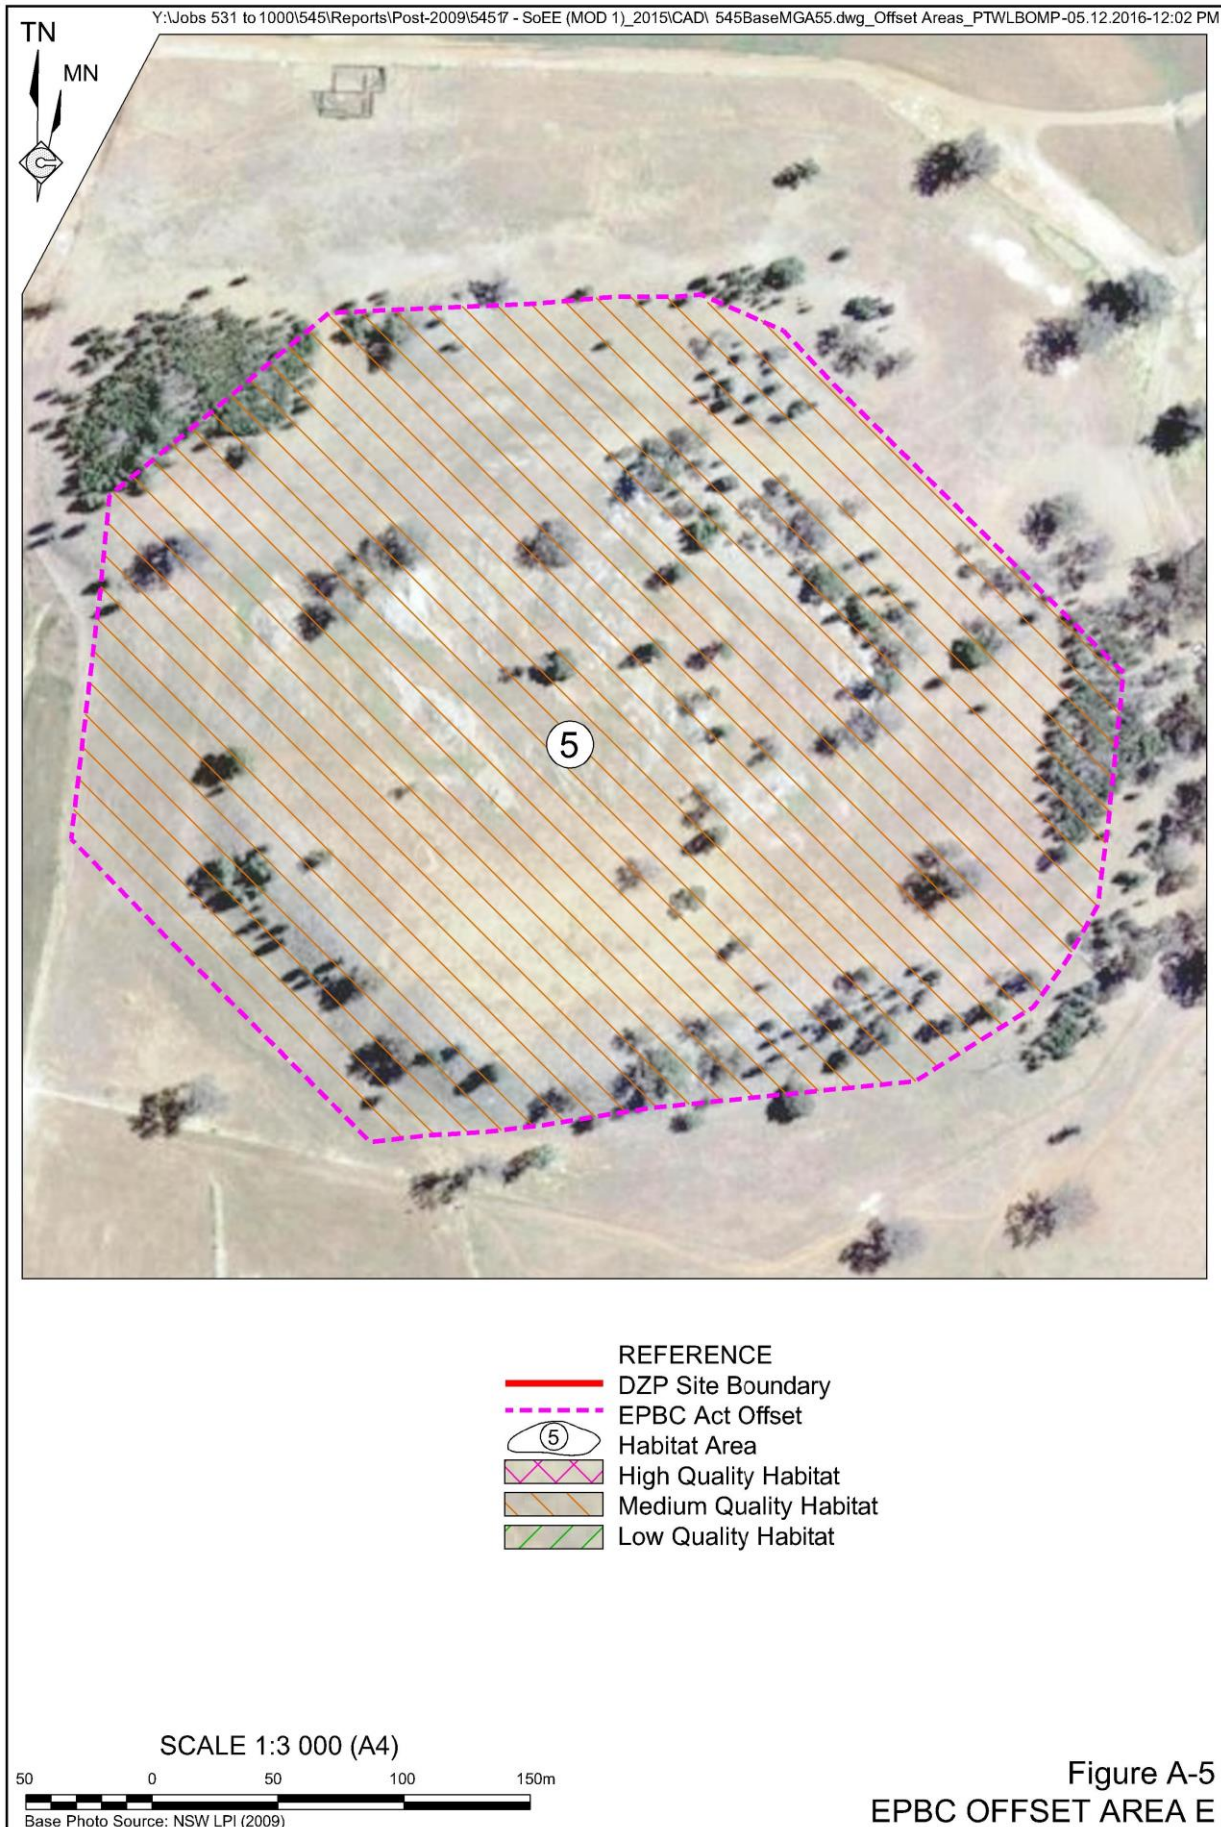 Y:\Jobs 531 to 1000\545\Reports\Post-2009\54517 - SoEE (MOD 1)_2015\CAD\ 545BaseMGA55.dwg_Offset Areas_PTWLBOMP-05.12.2016-12:02 PM
TN
MN
5
REFERENCE
DZP Site Boundary
EPBC Act Offset
5
Habitat Area
High Quality Habitat
Medium Quality Habitat
Low Quality Habitat
SCALE 1:3 000 (A4)
50 0 50 100 150m
Base Photo Source: NSW LPI (2009)
Figure A-5
EPBC OFFSET AREA E